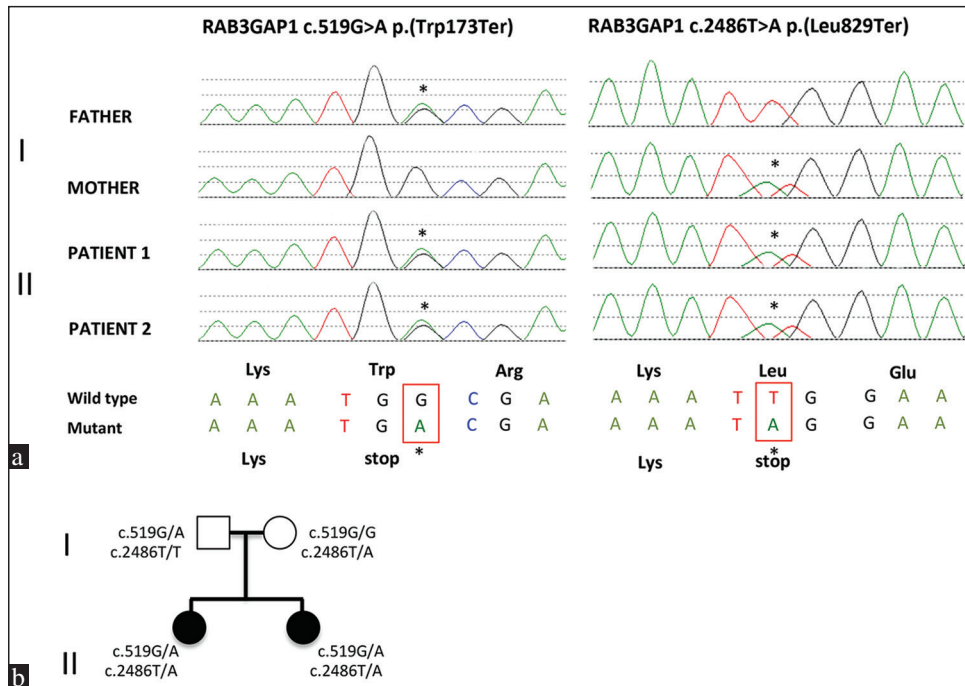 RAB3GAP1 c.519G>A p.(Trp173Ter) RAB3GAP1 c.2486T>A p.(Leu829Ter)
* 
FATHER
I
* 
MOTHER
* *
PATIENT 1
II
* *
PATIENT 2
Lys Trp Arg Lys Leu Glu
Wild type A A A T G G C G A A A A T T G G A A
Mutant A A A T G A C G A A A A T A G G A A
* *
Lys stop Lys stop
a
I c.519G/A c.519G/G
c.2486T/T c.2486T/A
c.519G/A c.519G/A
II c.2486T/A c.2486T/A
b